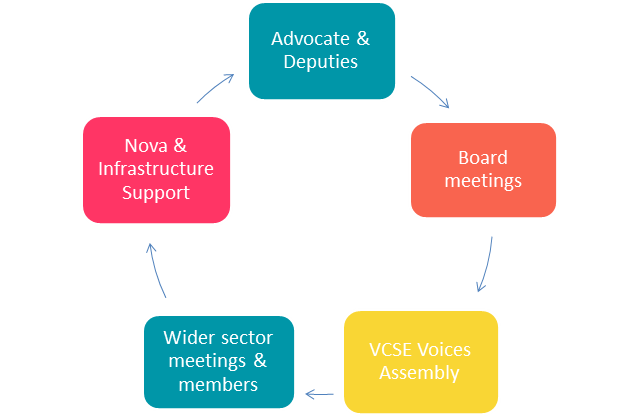 Advocate &
Deputies
Board
meetings
VCSE Voices
Assembly
Wider sector
meetings &
members
Nova &
Infrastructure
Support